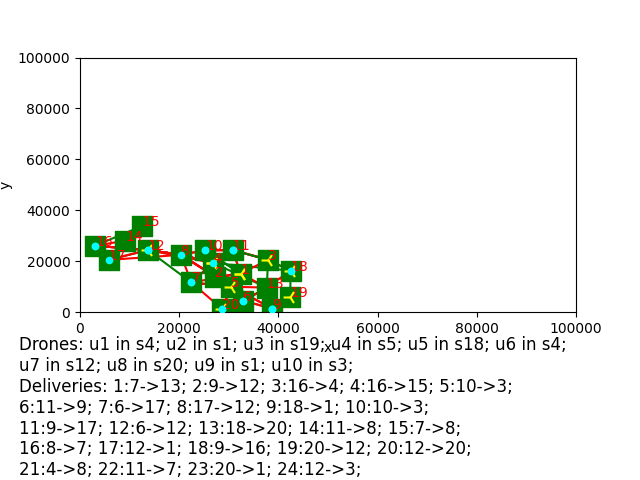 100000
80000
60000
40000
20000
0
y
0 20000 40000 60000 80000 100000
x
15
Drones: u1 in s4; u2 in s1; u3 in s19; u4 in s5; u5 in s18; u6 in s4;
u7 in s12; u8 in s20; u9 in s1; u10 in s3;
Deliveries: 1:7->13; 2:9->12; 3:16->4; 4:16->15; 5:10->3;
6:11->9; 7:6->17; 8:17->12; 9:18->1; 10:10->3;
11:9->17; 12:6->12; 13:18->20; 14:11->8; 15:7->8;
16:8->7; 17:12->1; 18:9->16; 19:20->12; 20:12->20;
21:4->8; 22:11->7; 23:20->1; 24:12->3;